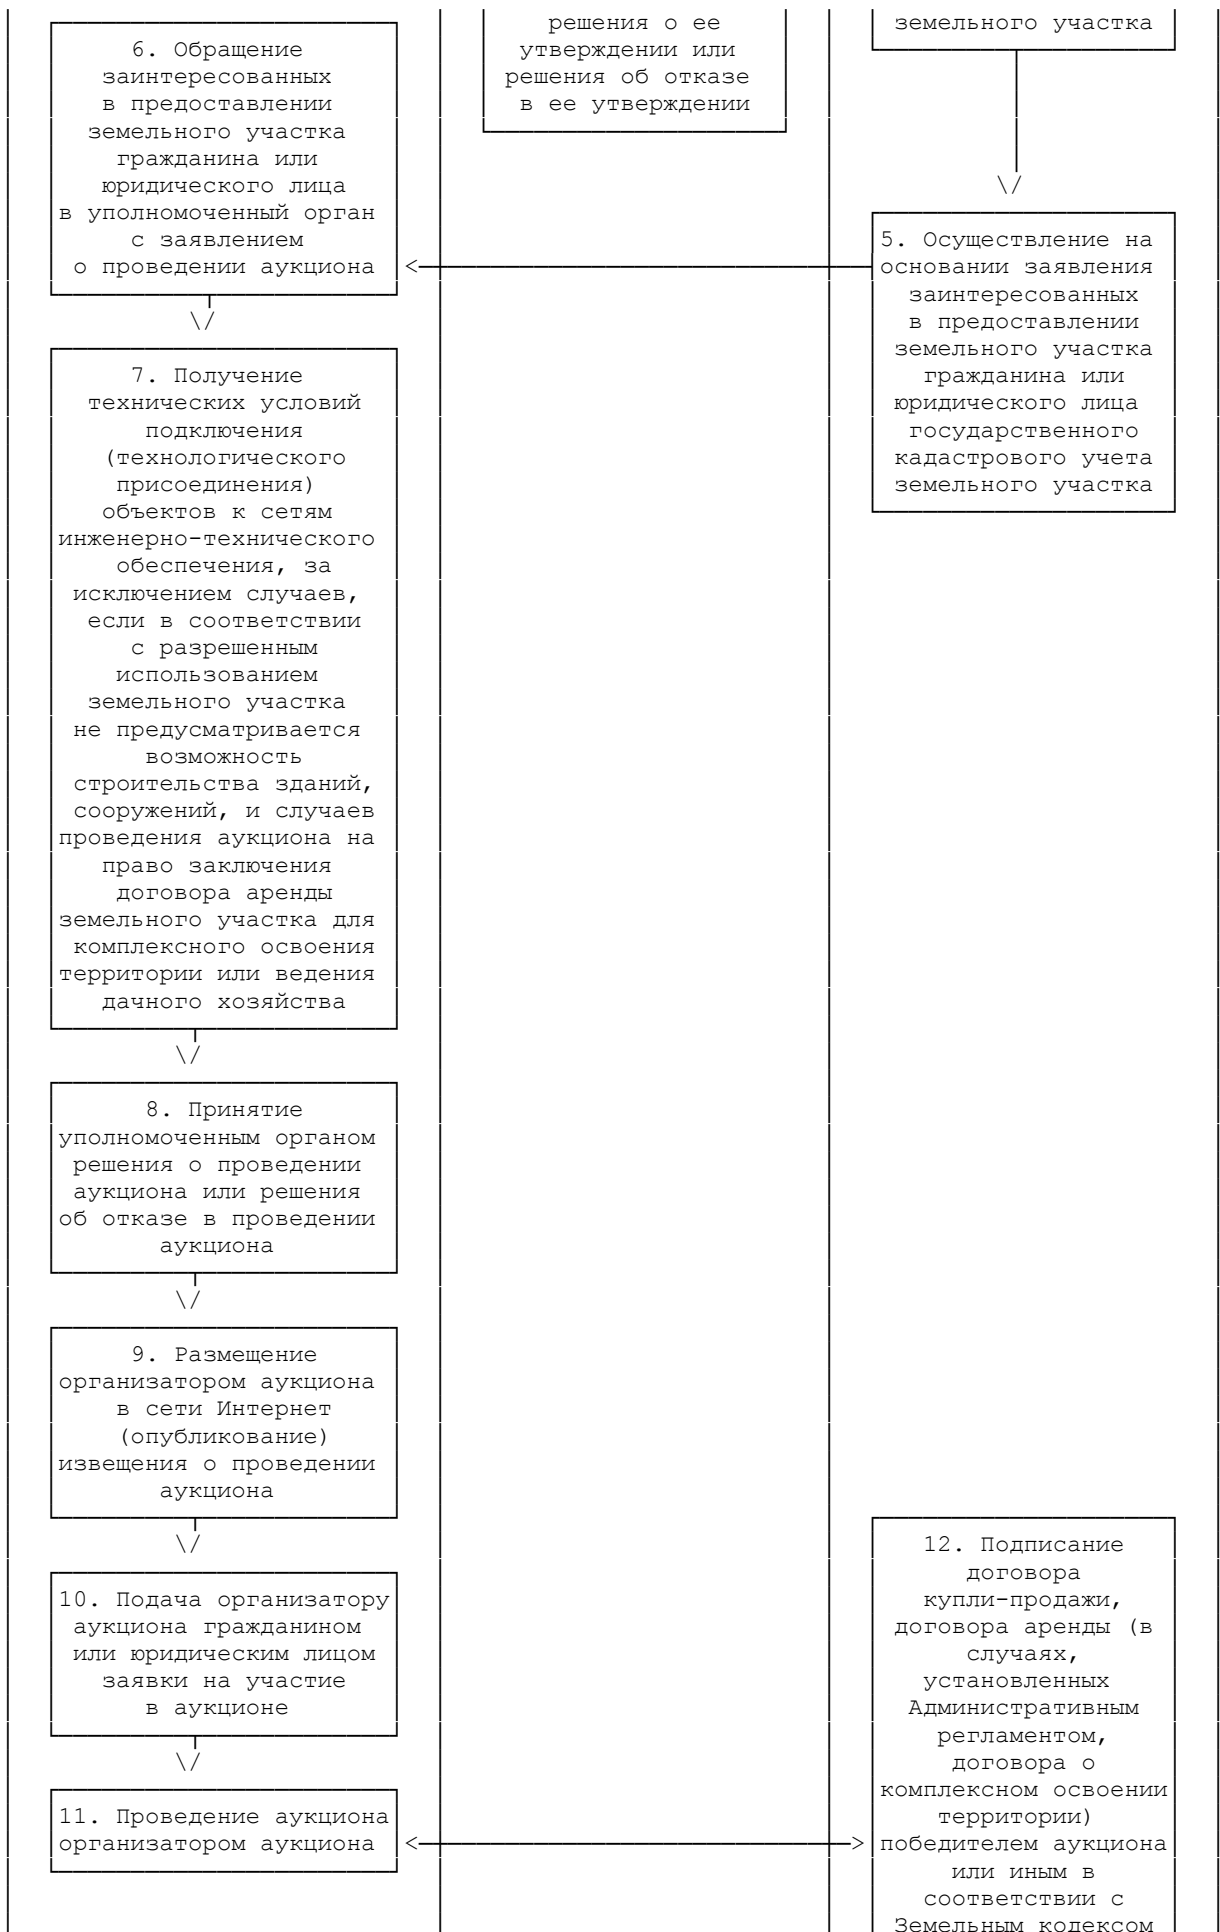 решения о ее
утверждении или
решения об отказе
в ее утверждении
земельного участка
5. Осуществление на
основании заявления
заинтересованных
в предоставлении
земельного участка
гражданина или
юридического лица
государственного
кадастрового учета
земельного участка
6. Обращение
заинтересованных
в предоставлении
земельного участка
гражданина или
юридического лица
в уполномоченный орган
с заявлением
о проведении аукциона
7. Получение
технических условий
подключения
(технологического
присоединения)
объектов к сетям
инженерно-технического
обеспечения, за
исключением случаев,
если в соответствии
с разрешенным
использованием
земельного участка
не предусматривается
возможность
строительства зданий,
сооружений, и случаев
проведения аукциона на
право заключения
договора аренды
земельного участка для
комплексного освоения
территории или ведения
дачного хозяйства
8. Принятие
уполномоченным органом
решения о проведении
аукциона или решения
об отказе в проведении
аукциона
9. Размещение
организатором аукциона
в сети Интернет
(опубликование)
извещения о проведении
аукциона
10. Подача организатору
аукциона гражданином
или юридическим лицом
заявки на участие
в аукционе
11. Проведение аукциона
организатором аукциона
12. Подписание
договора
купли-продажи,
договора аренды (в
случаях,
установленных
Административным
регламентом,
договора о
комплексном освоении
территории)
победителем аукциона
или иным в
соответствии с
Земельным кодексом